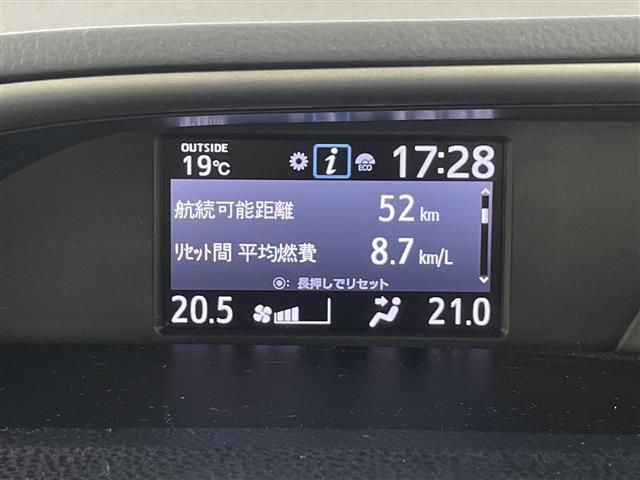 OUTSIDE
19℃ i ECO 17:28
航続可能距離 52 km
ﾘｾｯﾄ間 平均燃費 8.7 km/L
◉: 長押しでリセット
20.5 21.0